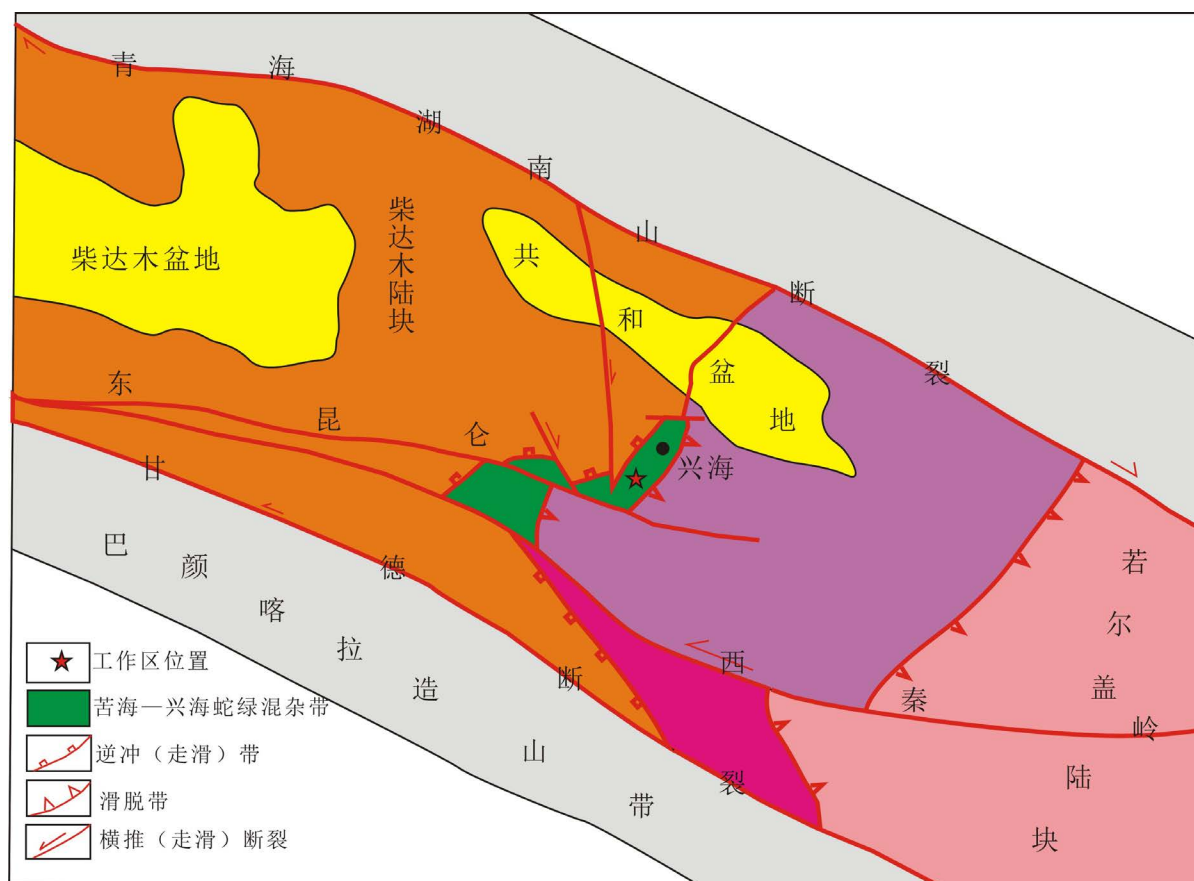 青海湖南山断裂
柴达木盆地
柴达木陆块
共和盆地
东昆仑
兴海
甘德断裂
巴颜喀拉造山带
西秦岭
若尔盖陆块
工作区位置
苦海—兴海蛇绿混杂带
逆冲（走滑）带
滑脱带
横推（走滑）断裂